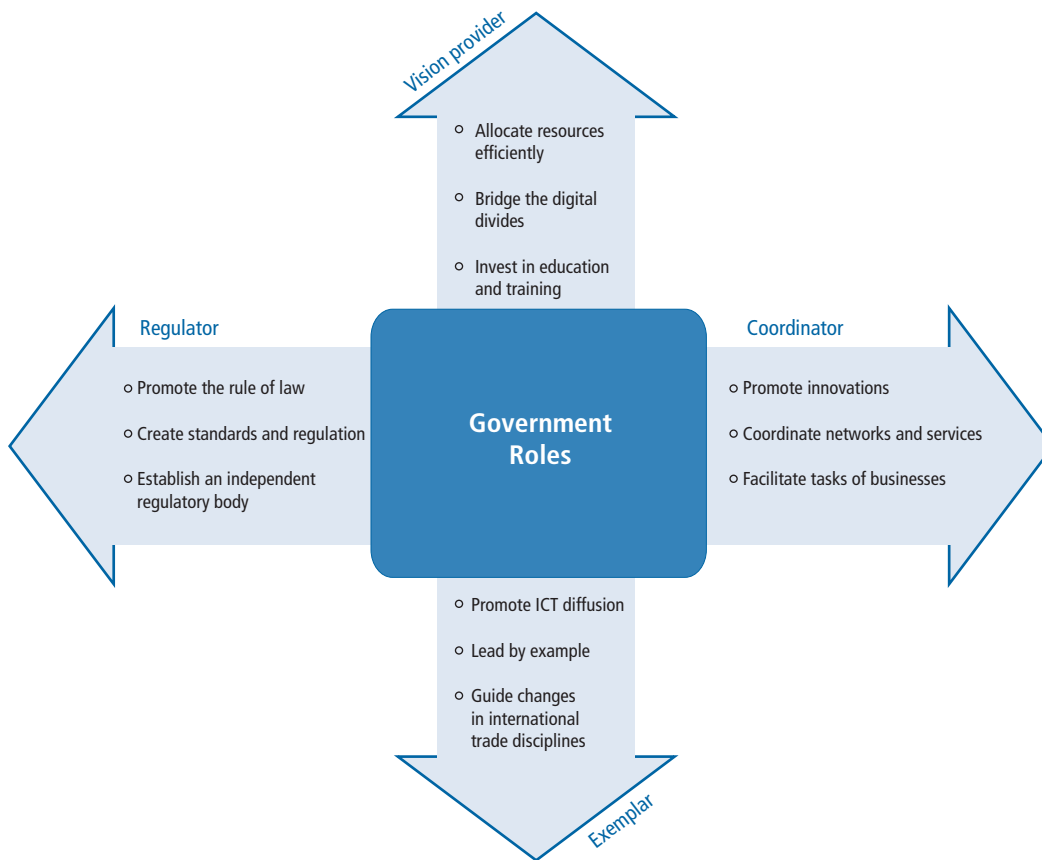 Vision provider
Allocate resources
efficiently
Bridge the digital
divides
Invest in education
and training
Regulator
Promote the rule of law
Create standards and regulation
Establish an independent
regulatory body
Government
Roles
Coordinator
Promote innovations
Coordinate networks and services
Facilitate tasks of businesses
Promote ICT diffusion
Lead by example
Guide changes
in international
trade disciplines
Exemplar